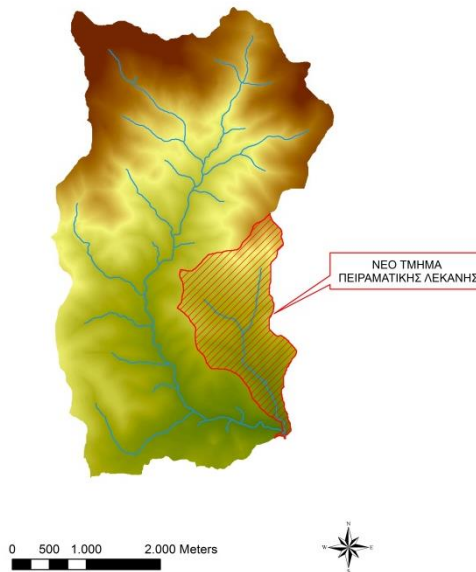 ΝΕΟ ΤΜΗΜΑ
ΠΕΙΡΑΜΑΤΙΚΗΣ ΛΕΚΑΝΗΣ
0 500 1.000 2.000 Meters
N
W E
S